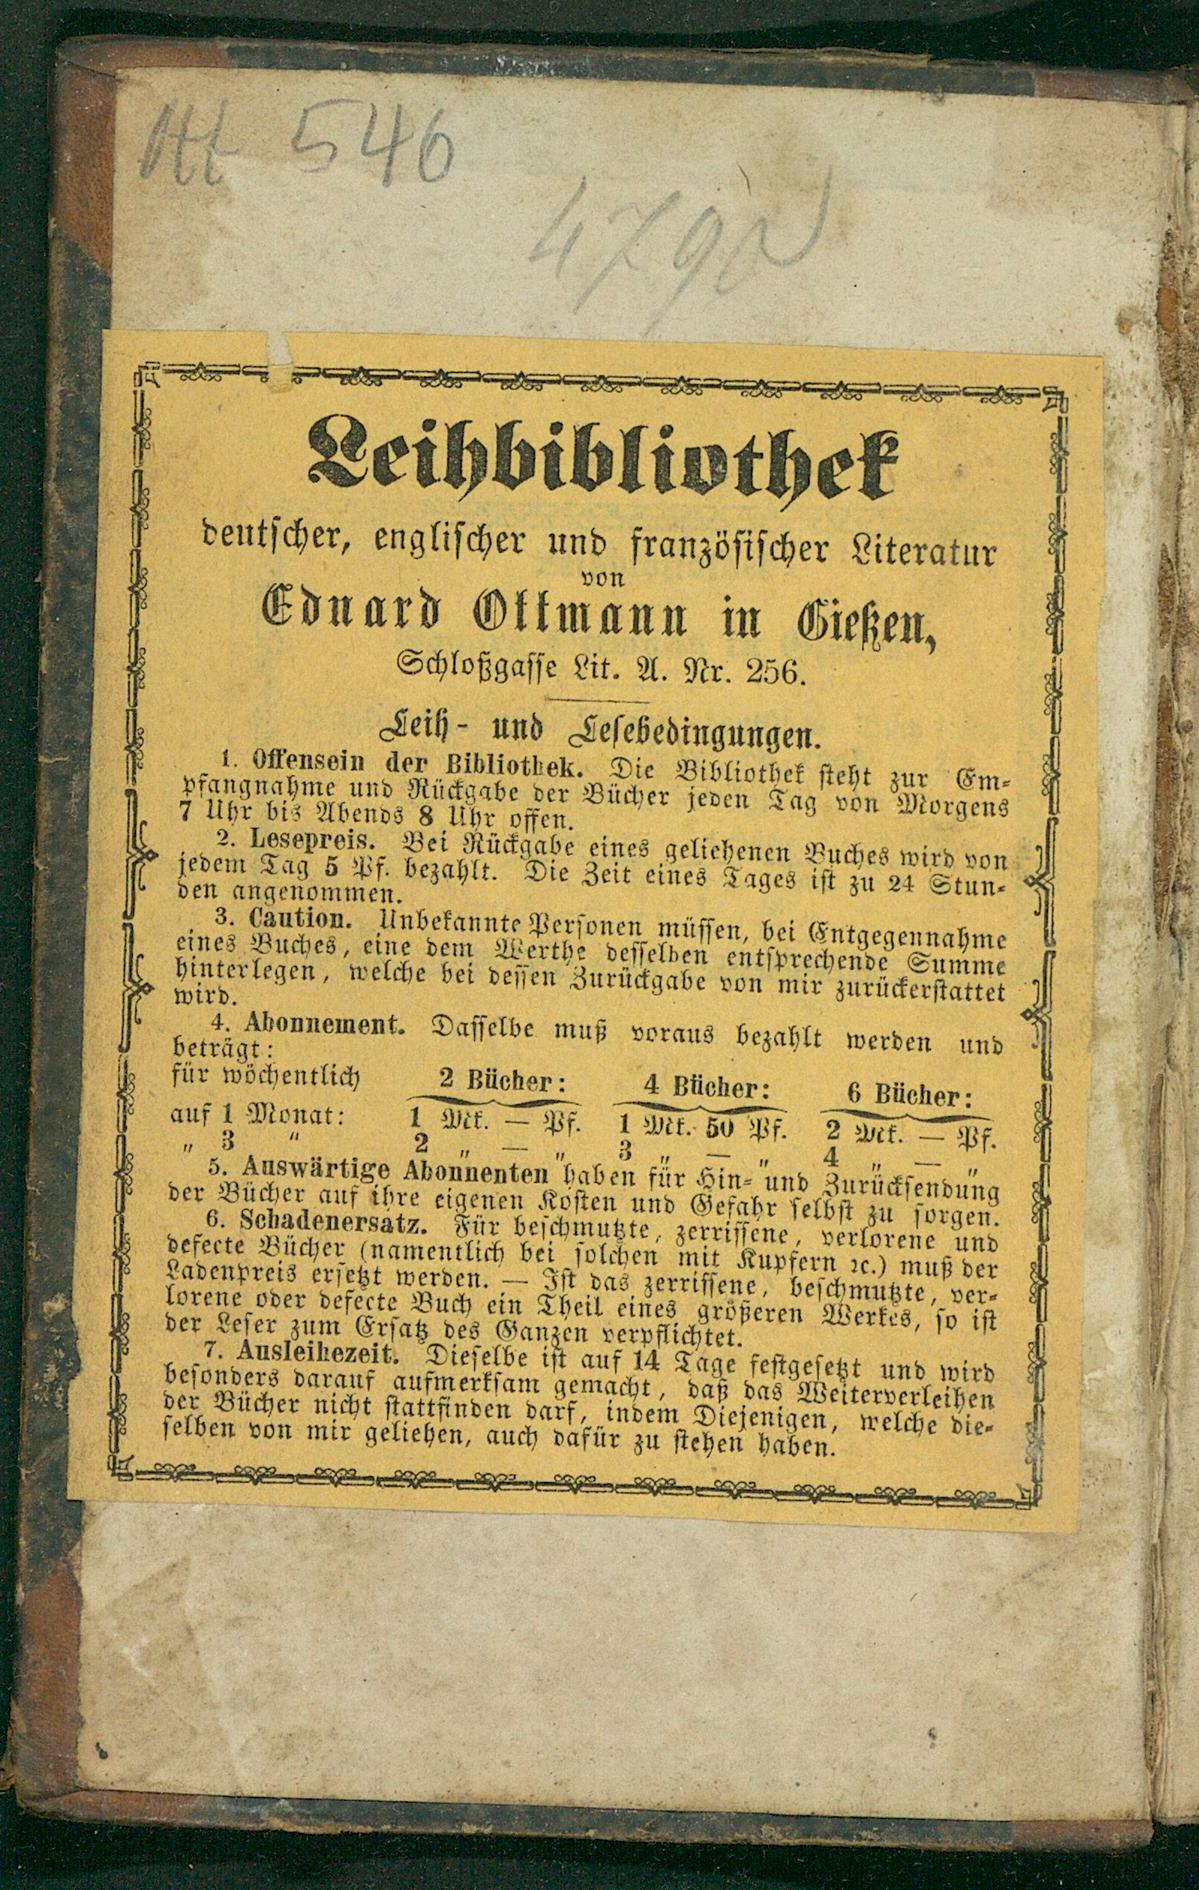 546
Leihbibliothek
deutscher, englischer und französischer Literatur
von
Eduard Ottmann in Gießen,
Schloßgasse Lit. A. Nr. 256.
Leih- und Lesebedingungen.
1. Offensein der Bibliothek. Die Bibliothek steht zur Em-
pfangnahme und Rückgabe der Bücher jeden Tag von Morgens
7 Uhr bis Abends 8 Uhr offen.
2. Lesepreis. Bei Rückgabe eines geliehenen Buches wird von
jedem Tag 5 Pf. bezahlt. Die Zeit eines Tages ist zu 24 Stun-
den angenommen.
3. Caution. Unbekannte Personen müssen, bei Entgegennahme
eines Buches, eine dem Werthe desselben entsprechende Summe
hinterlegen, welche bei dessen Zurückgabe von mir zurückerstattet
wird.
4. Abonnement. Dasselbe muß voraus bezahlt werden und
beträgt:
für wöchentlich 2 Bücher: 4 Bücher: 6 Bücher:
auf 1 Monat: 1 Mk. — Pf. 1 Mk. 50 Pf. 2 Mk. — Pf.
„ 3 „ 2 „ — „ 3 „ — „ 4 „ — „
5. Auswärtige Abonnenten haben für Hin- und Zurücksendung
der Bücher auf ihre eigenen Kosten und Gefahr selbst zu sorgen.
6. Schadenersatz. Für beschmutzte, zerrissene, verlorene und
defecte Bücher (namentlich bei solchen mit Kupfern ꝛc.) muß der
Ladenpreis ersetzt werden. — Ist das zerrissene, beschmutzte, ver-
lorene oder defecte Buch ein Theil eines größeren Werkes, so ist
der Leser zum Ersatz des Ganzen verpflichtet.
7. Ausleihezeit. Dieselbe ist auf 14 Tage festgesetzt und wird
besonders darauf aufmerksam gemacht, daß das Weiterverleihen
der Bücher nicht stattfinden darf, indem Diejenigen, welche die-
selben von mir geliehen, auch dafür zu stehen haben.